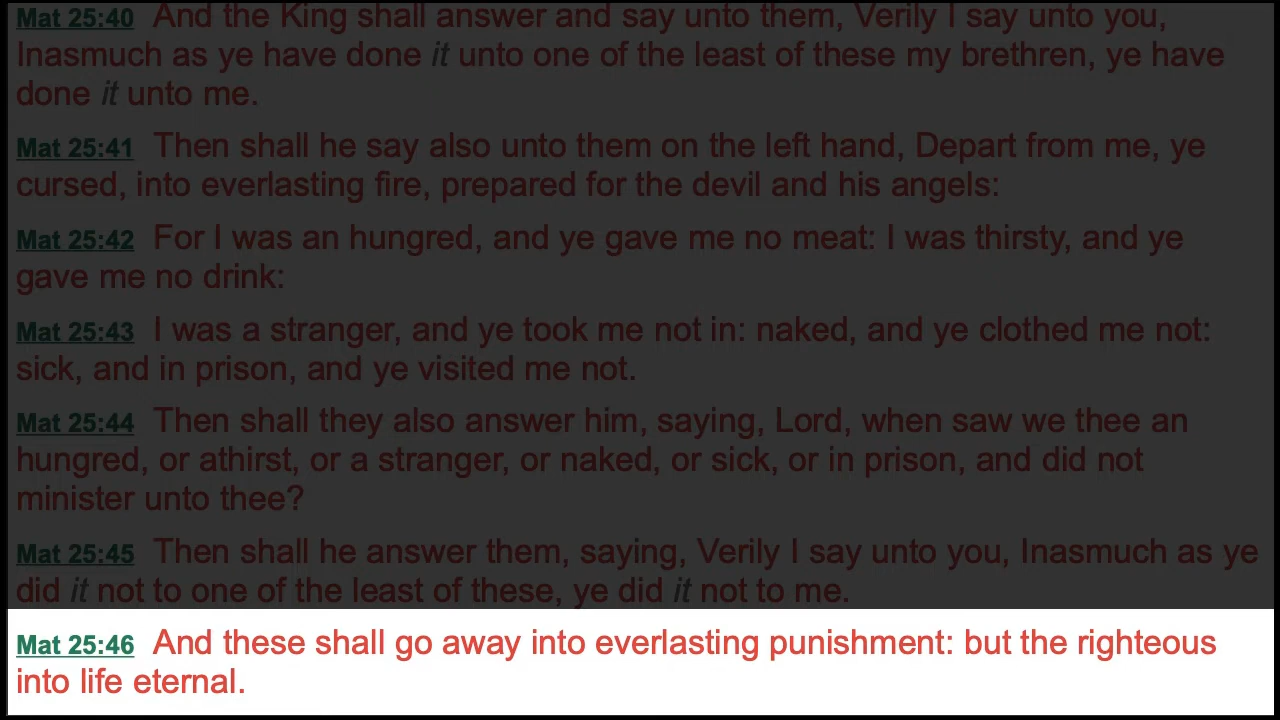 Mat 25:40 And the King shall answer and say unto them, Verily I say unto you,
Inasmuch as ye have done it unto one of the least of these my brethren, ye have
done it unto me.
Mat 25:41 Then shall he say also unto them on the left hand, Depart from me, ye
cursed, into everlasting fire, prepared for the devil and his angels:
Mat 25:42 For I was an hungred, and ye gave me no meat: I was thirsty, and ye
gave me no drink:
Mat 25:43 I was a stranger, and ye took me not in: naked, and ye clothed me not:
sick, and in prison, and ye visited me not.
Mat 25:44 Then shall they also answer him, saying, Lord, when saw we thee an
hungred, or athirst, or a stranger, or naked, or sick, or in prison, and did not
minister unto thee?
Mat 25:45 Then shall he answer them, saying, Verily I say unto you, Inasmuch as ye
did it not to one of the least of these, ye did it not to me.
Mat 25:46 And these shall go away into everlasting punishment: but the righteous
into life eternal.